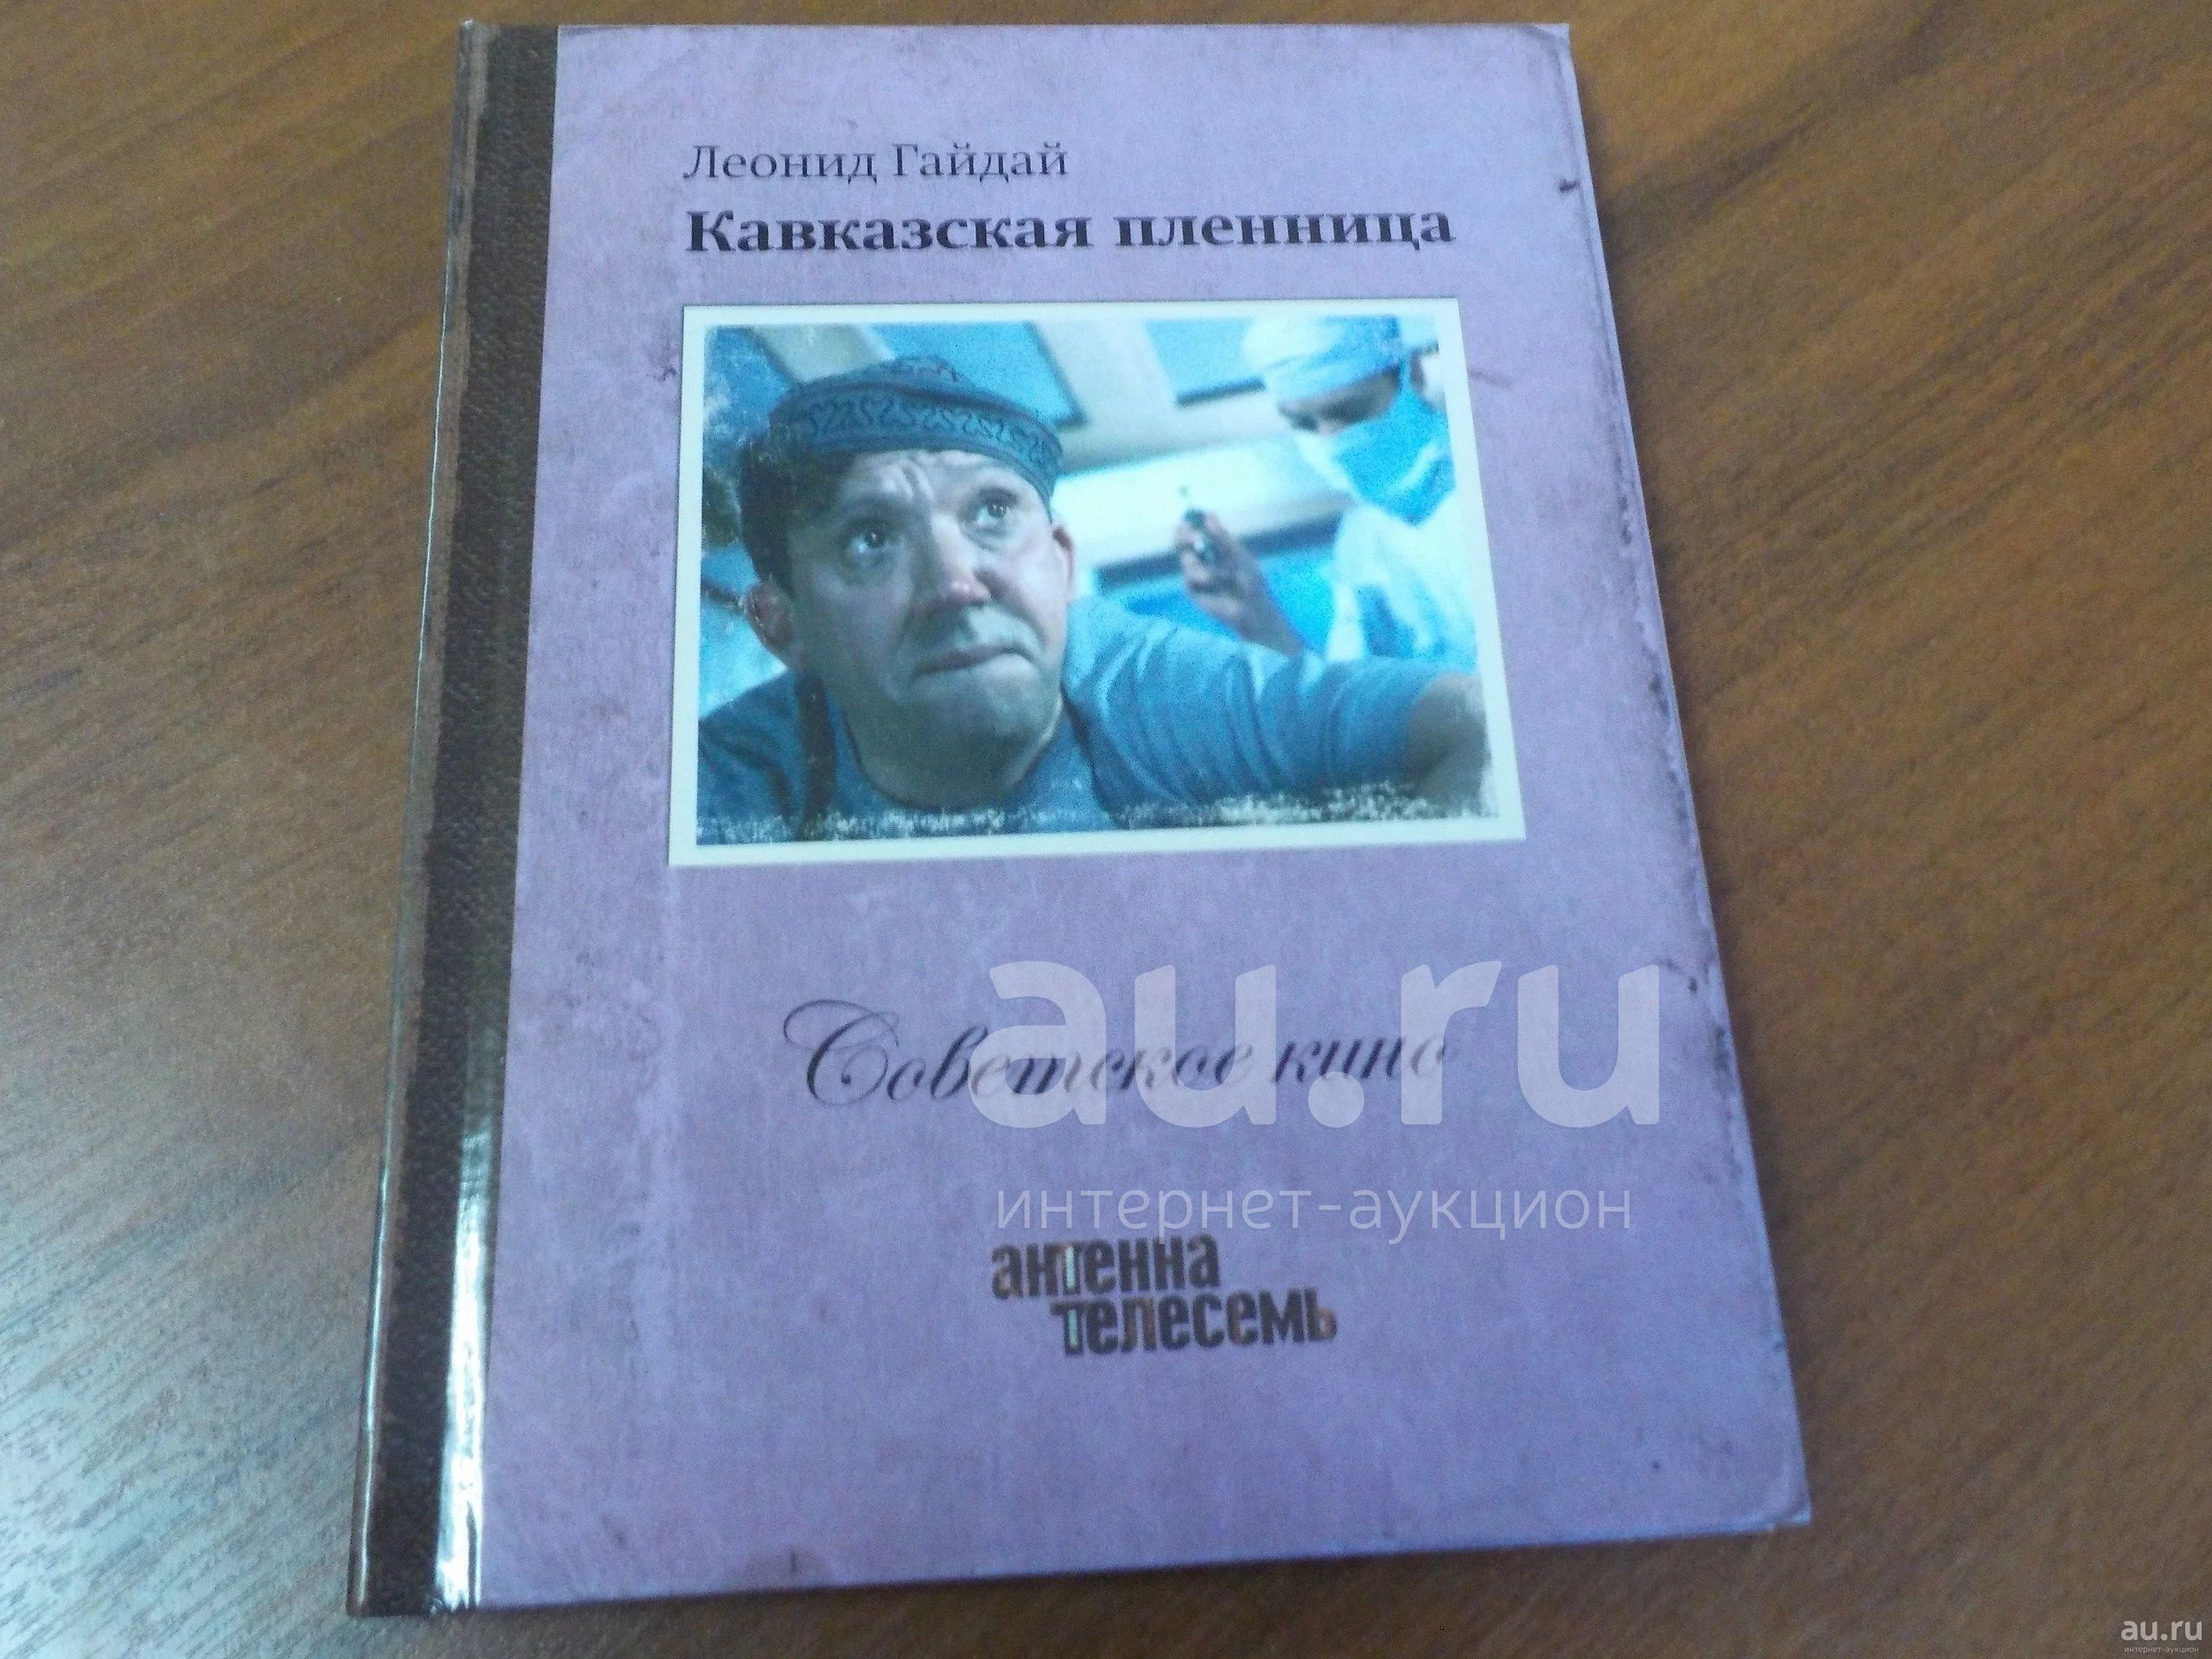 Леонид Гайдай
Кавказская пленница
Советское кино
au.ru
интернет-аукцион
антенна
телесемь
au.ru
интернет-аукцион